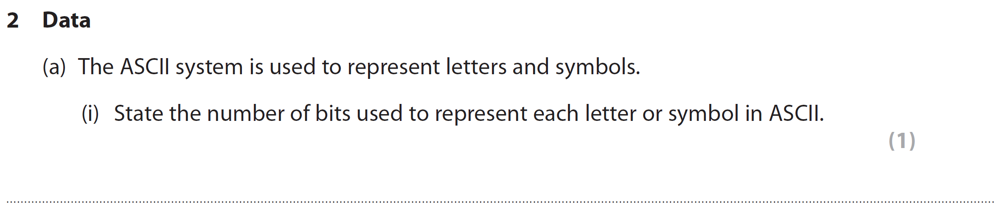 2 Data
(a) The ASCII system is used to represent letters and symbols.
(i) State the number of bits used to represent each letter or symbol in ASCII.
(1)